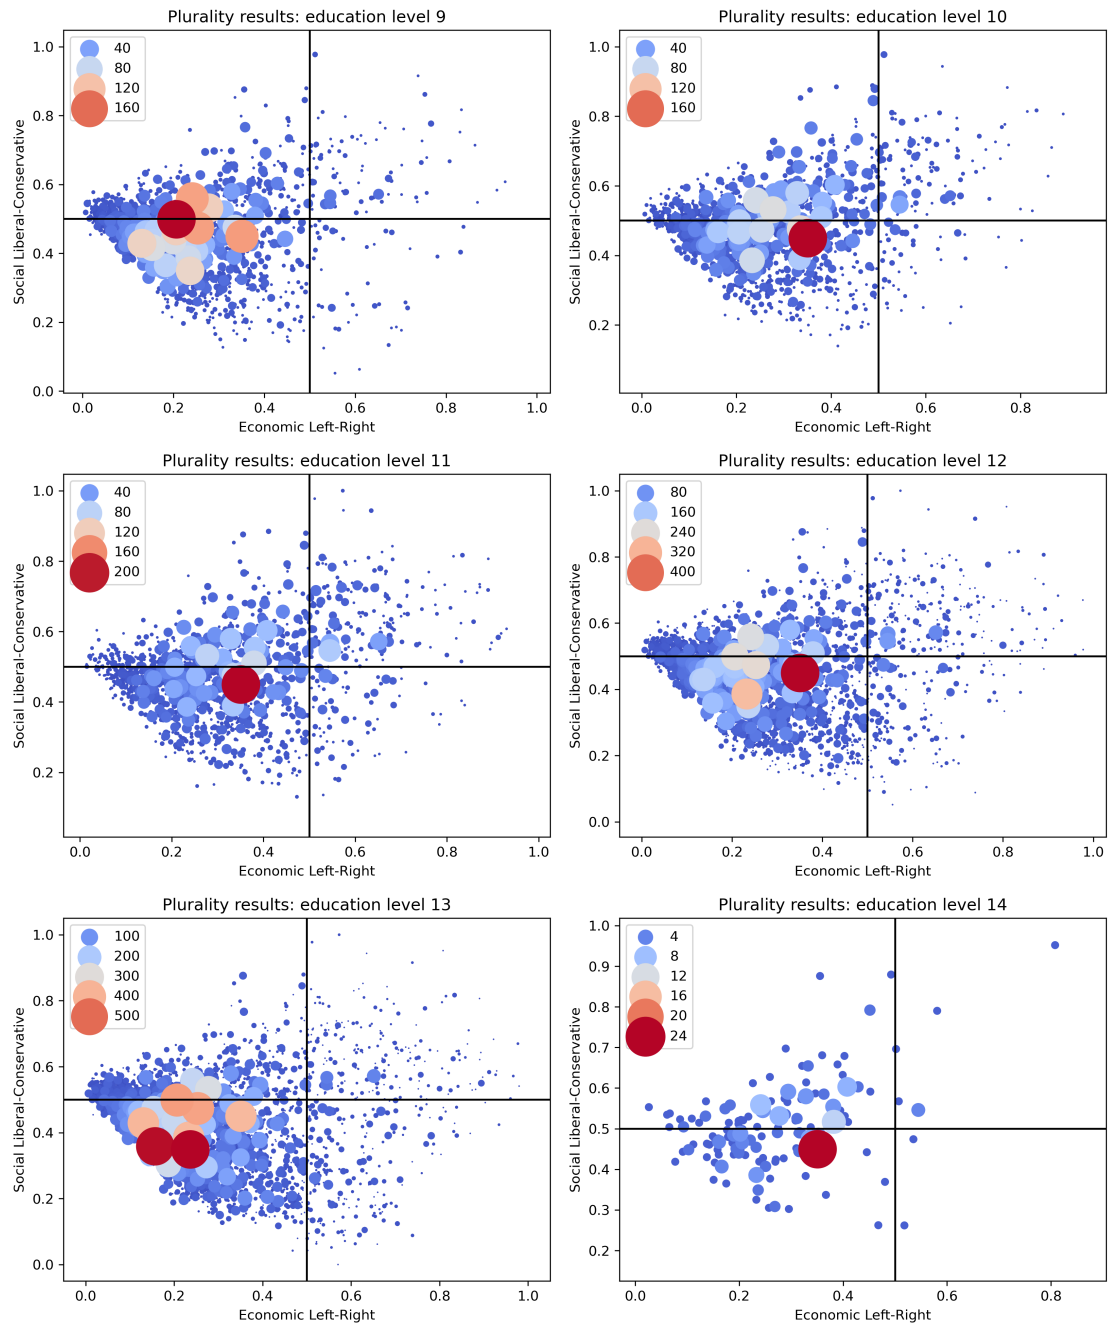 Plurality results: education level 9
Social Liberal-Conservative
1.0
0.8
0.6
0.4
0.2
0.0
40
80
120
160
0.0 0.2 0.4 0.6 0.8 1.0
Economic Left-Right
Plurality results: education level 10
Social Liberal-Conservative
1.0
0.8
0.6
0.4
0.2
40
80
120
160
0.0 0.2 0.4 0.6 0.8
Economic Left-Right
Plurality results: education level 11
Social Liberal-Conservative
1.0
0.8
0.6
0.4
0.2
40
80
120
160
200
0.0 0.2 0.4 0.6 0.8 1.0
Economic Left-Right
Plurality results: education level 12
Social Liberal-Conservative
1.0
0.8
0.6
0.4
0.2
0.0
80
160
240
320
400
0.0 0.2 0.4 0.6 0.8 1.0
Economic Left-Right
Plurality results: education level 13
Social Liberal-Conservative
1.0
0.8
0.6
0.4
0.2
0.0
100
200
300
400
500
0.0 0.2 0.4 0.6 0.8 1.0
Economic Left-Right
Plurality results: education level 14
Social Liberal-Conservative
1.0
0.9
0.8
0.7
0.6
0.5
0.4
0.3
0.2
4
8
12
16
20
24
0.0 0.2 0.4 0.6 0.8
Economic Left-Right